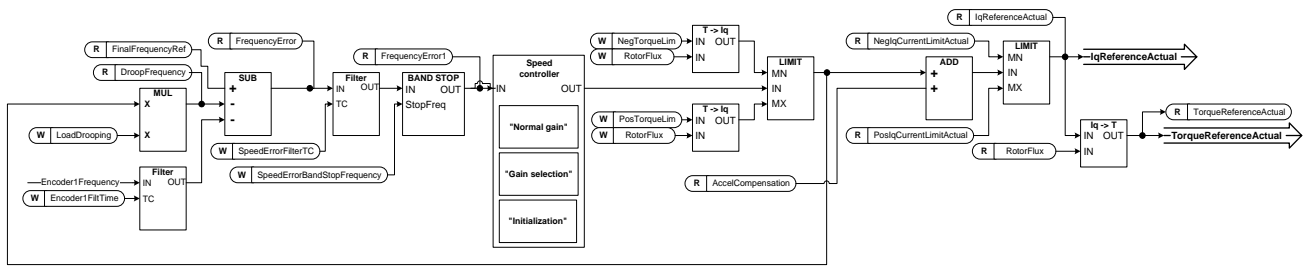 R IqReferenceActual
R FinalFrequencyRef
R FrequencyError
R DroopFrequency
R FrequencyError1
W NegTorqueLim
W RotorFlux
T -> Iq
IN OUT
IN
R NegIqCurrentLimitActual
LIMIT
MN
IN
MX
IqReferenceActual
MUL
X
X
SUB
+
-
-
Filter
IN OUT
TC
BAND STOP
IN OUT
StopFreq
Speed controller
IN OUT
"Normal gain"
"Gain selection"
"Initialization"
LIMIT
MN
IN
MX
ADD
+
+
W LoadDrooping
W SpeedErrorFilterTC
W SpeedErrorBandStopFrequency
W PosTorqueLim
W RotorFlux
T -> Iq
IN OUT
IN
R PosIqCurrentLimitActual
R RotorFlux
Iq -> T
IN OUT
IN
R TorqueReferenceActual
TorqueReferenceActual
Encoder1Frequency
W Encoder1FiltTime
Filter
IN OUT
TC
R AccelCompensation